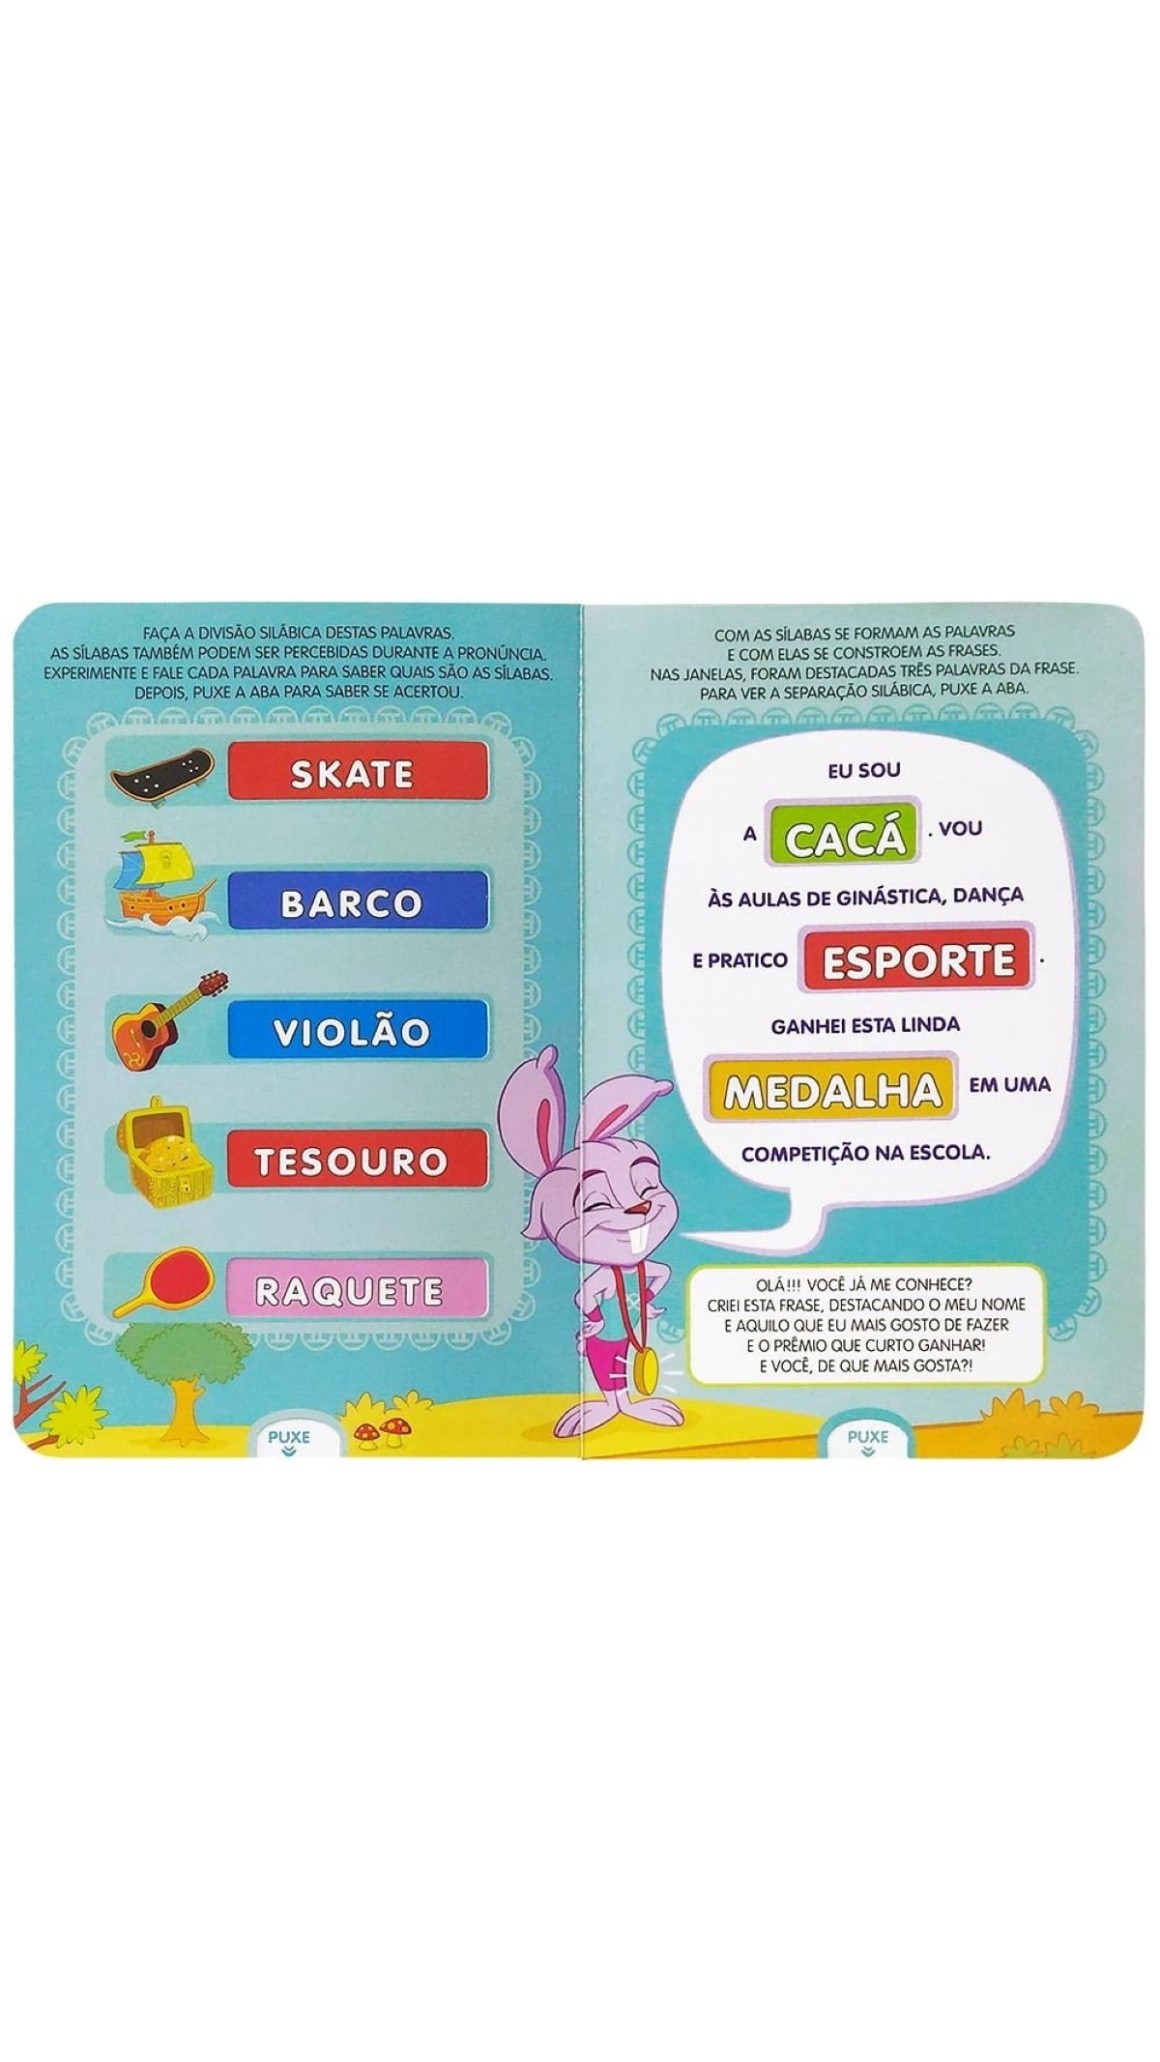 FAÇA A DIVISÃO SILÁBICA DESTAS PALAVRAS.
AS SÍLABAS TAMBÉM PODEM SER PERCEBIDAS DURANTE A PRONÚNCIA.
EXPERIMENTE E FALE CADA PALAVRA PARA SABER QUAIS SÃO AS SÍLABAS.
DEPOIS, PUXE A ABA PARA SABER SE ACERTOU.
SKATE
BARCO
VIOLÃO
TESOURO
RAQUETE
PUXE
COM AS SÍLABAS SE FORMAM AS PALAVRAS
E COM ELAS SE CONSTROEM AS FRASES.
NAS JANELAS, FORAM DESTACADAS TRÊS PALAVRAS DA FRASE.
PARA VER A SEPARAÇÃO SILÁBICA, PUXE A ABA.
EU SOU
A CACÁ . VOU
ÀS AULAS DE GINÁSTICA, DANÇA
E PRATICO ESPORTE .
GANHEI ESTA LINDA
MEDALHA EM UMA
COMPETIÇÃO NA ESCOLA.
OLÁ!!! VOCÊ JÁ ME CONHECE?
CRIEI ESTA FRASE, DESTACANDO O MEU NOME
E AQUILO QUE EU MAIS GOSTO DE FAZER
E O PRÊMIO QUE CURTO GANHAR!
E VOCÊ, DE QUE MAIS GOSTA?!
PUXE